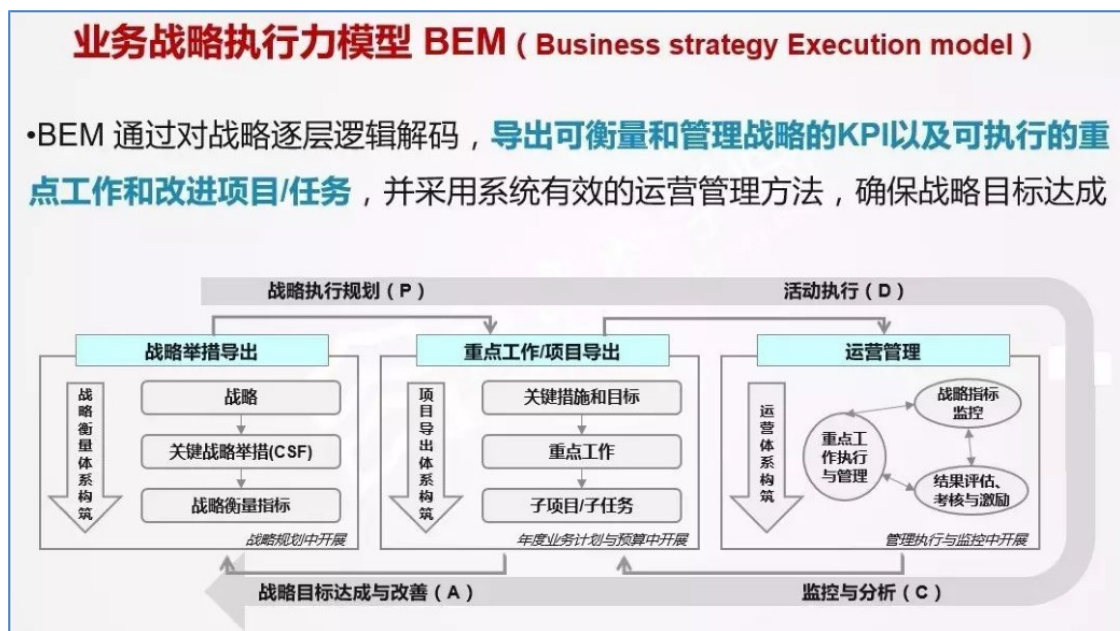 业务战略执行力模型 BEM（Business strategy Execution model）
•BEM 通过对战略逐层逻辑解码，导出可衡量和管理战略的KPI以及可执行的重
点工作和改进项目/任务，并采用系统有效的运营管理方法，确保战略目标达成
战略执行规划（P）
活动执行（D）
战略举措导出
战略衡量体系构筑
战略
关键战略举措(CSF)
战略衡量指标
战略规划中开展
重点工作/项目导出
项目导出体系构筑
关键措施和目标
重点工作
子项目/子任务
年度业务计划与预算中开展
运营管理
运营体系构筑
战略指标
监控
重点工
作执行
与管理
结果评估、
考核与激励
管理执行与监控中开展
战略目标达成与改善（A）
监控与分析（C）